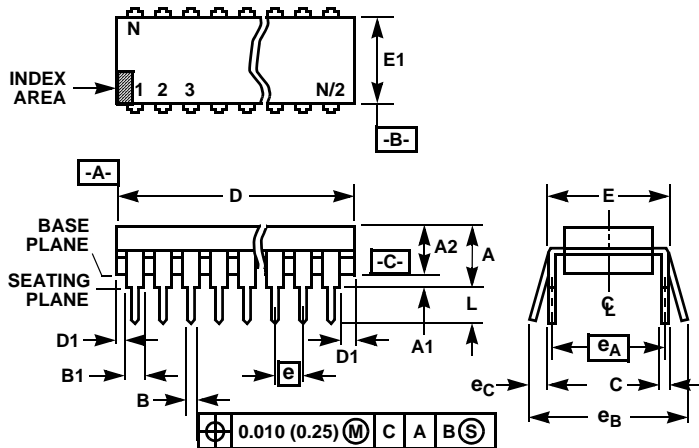 N
E1
INDEX
AREA
1 2 3 N/2
-B-
-A-
D
E
BASE
PLANE
A2
A
-C-
SEATING
PLANE
L
C L
D1
A1
D1
e
eA
B1
eC
C
B
eB
0.010 (0.25) Ⓜ C A B Ⓢ